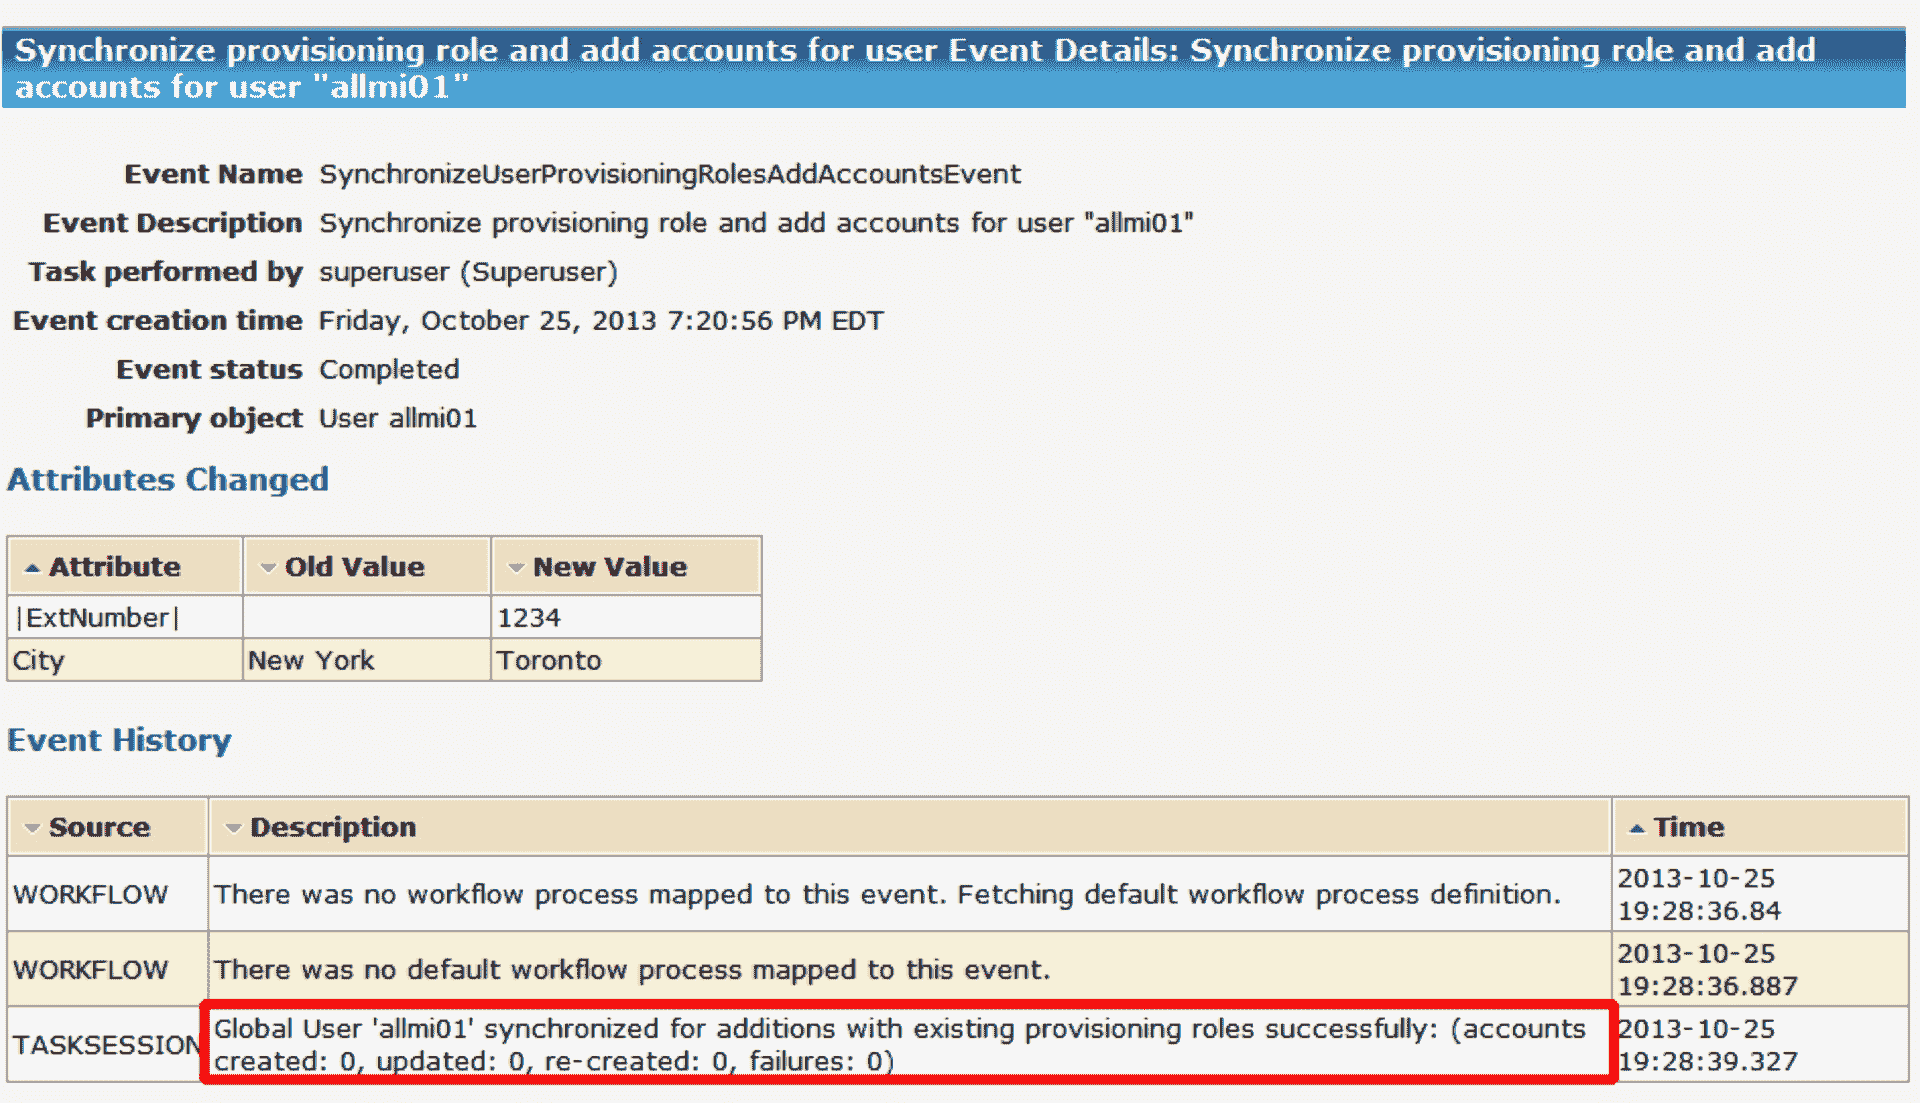 Synchronize provisioning role and add accounts for user Event Details: Synchronize provisioning role and add
accounts for user "allmi01"
Event Name SynchronizeUserProvisioningRolesAddAccountsEvent
Event Description Synchronize provisioning role and add accounts for user "allmi01"
Task performed by superuser (Superuser)
Event creation time Friday, October 25, 2013 7:20:56 PM EDT
Event status Completed
Primary object User allmi01
Attributes Changed
Attribute Old Value New Value
|ExtNumber| 1234
City New York Toronto
Event History
Source Description Time
WORKFLOW There was no workflow process mapped to this event. Fetching default workflow process definition. 2013-10-25
19:28:36.84
WORKFLOW There was no default workflow process mapped to this event. 2013-10-25
19:28:36.887
TASKSESSION Global User 'allmi01' synchronized for additions with existing provisioning roles successfully: (accounts
created: 0, updated: 0, re-created: 0, failures: 0)
2013-10-25
19:28:39.327